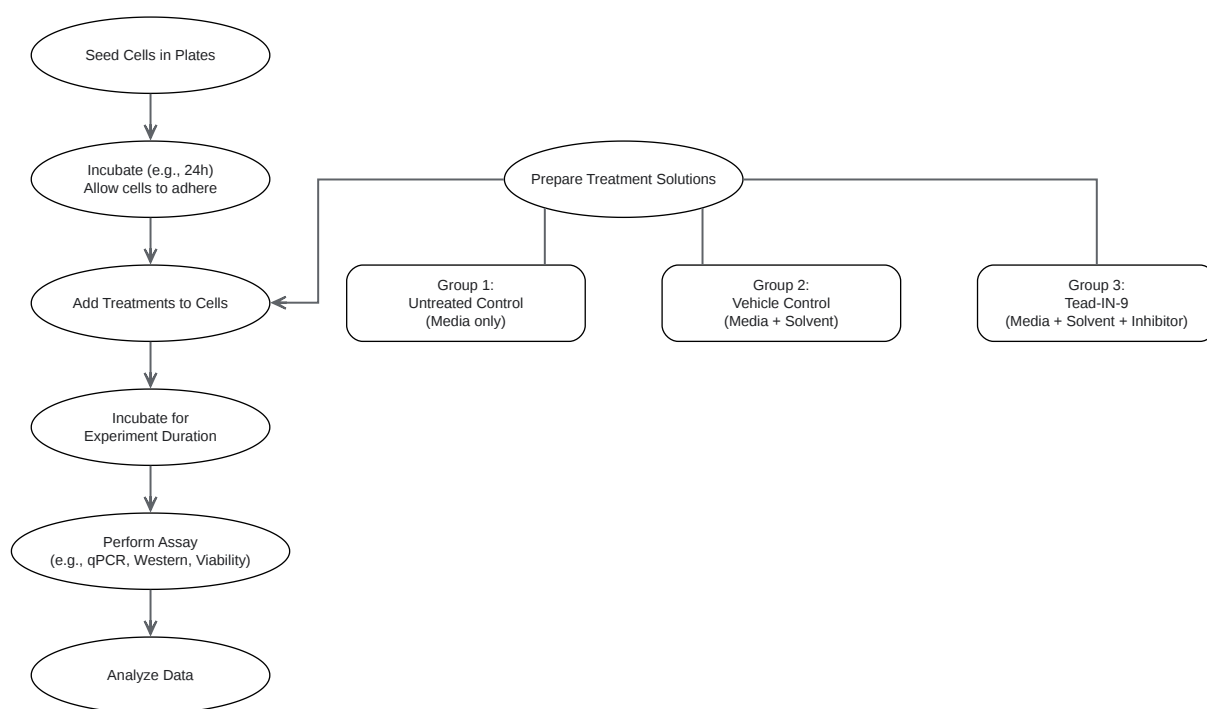 Seed Cells in Plates
Incubate (e.g., 24h)
Allow cells to adhere
Prepare Treatment Solutions
Add Treatments to Cells
Group 1:
Untreated Control
(Media only)
Group 2:
Vehicle Control
(Media + Solvent)
Group 3:
Tead-IN-9
(Media + Solvent + Inhibitor)
Incubate for
Experiment Duration
Perform Assay
(e.g., qPCR, Western, Viability)
Analyze Data